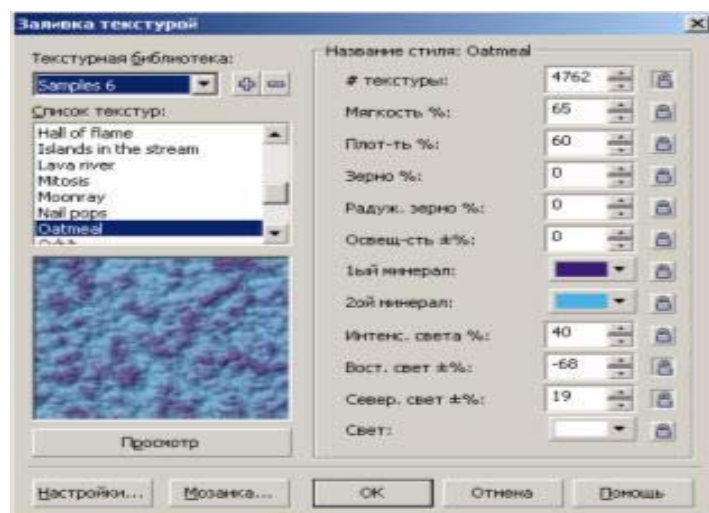 Заливка текстурой
Текстурная библиотека:
Samples 6
Список текстур:
Hall of flame
Islands in the stream
Lava river
Mitosis
Moonray
Nail pops
Oatmeal
Просмотр
Название стиля: Oatmeal
# текстуры: 4762
Мягкость %: 65
Плот-ть %: 60
Зерно %: 0
Радуж. зерно %: 0
Освещ-сть ±%: 0
1ый минерал:
2ой минерал:
Интенс. света %: 40
Вост. свет ±%: -68
Север. свет ±%: 19
Свет:
Настройки... Мозаика... OK Отмена Помощь